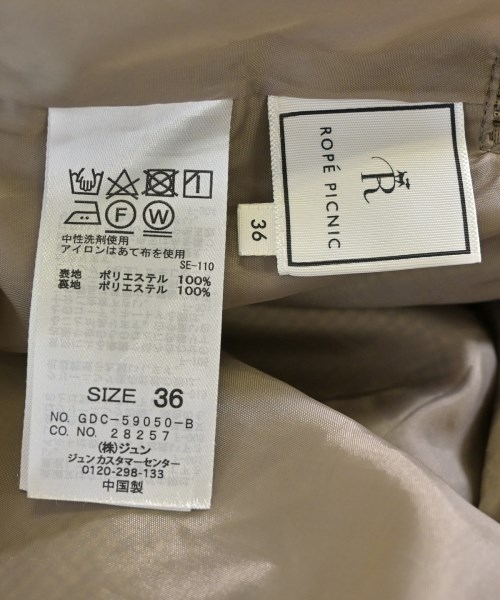 F W
中性洗剤使用
アイロンはあて布を使用
SE-110
表地 ポリエステル 100%
裏地 ポリエステル 100%
SIZE 36
NO. GDC-59050-B
CO. NO. 28257
(株)ジュン
ジュンカスタマーセンター
0120-298-133
中国製
R
ROPÉ PICNIC
36